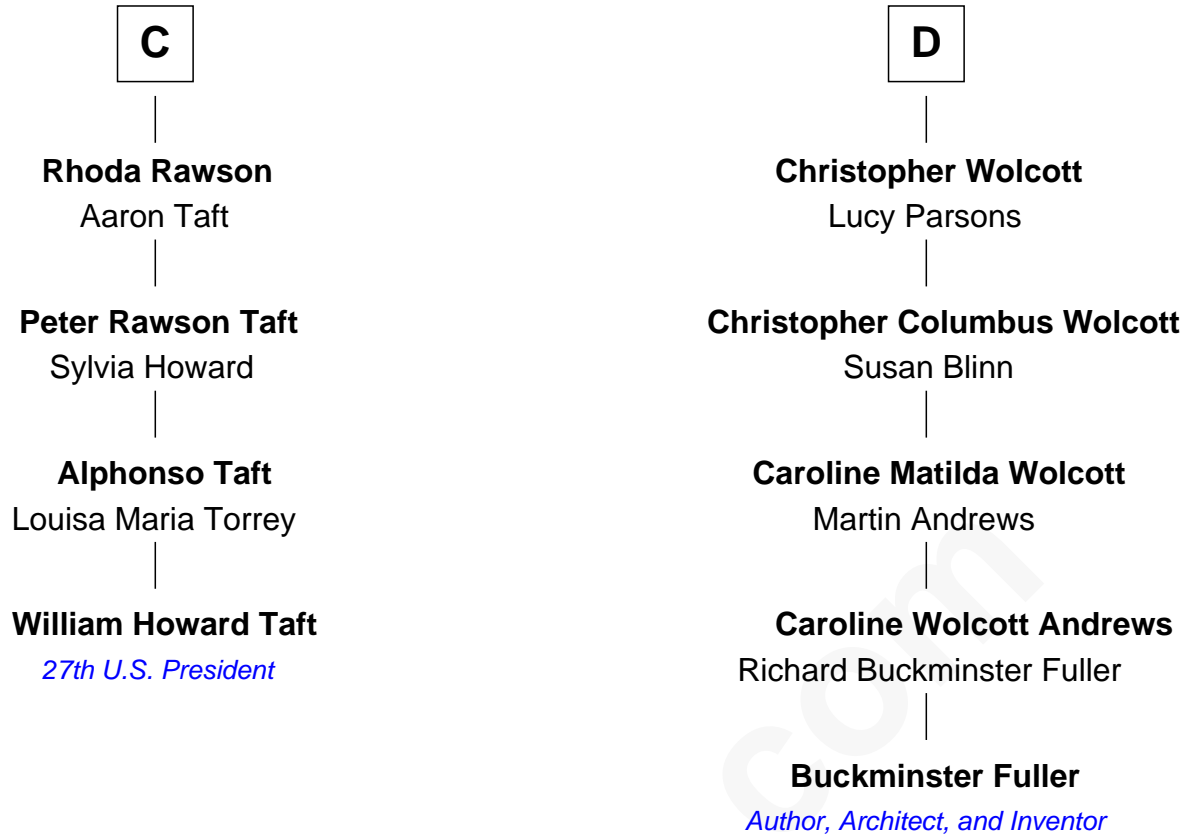 C
Rhoda Rawson
Aaron Taft
Peter Rawson Taft
Sylvia Howard
Alphonso Taft
Louisa Maria Torrey
William Howard Taft
27th U.S. President
D
Christopher Wolcott
Lucy Parsons
Christopher Columbus Wolcott
Susan Blinn
Caroline Matilda Wolcott
Martin Andrews
Caroline Wolcott Andrews
Richard Buckminster Fuller
Buckminster Fuller
Author, Architect, and Inventor
com